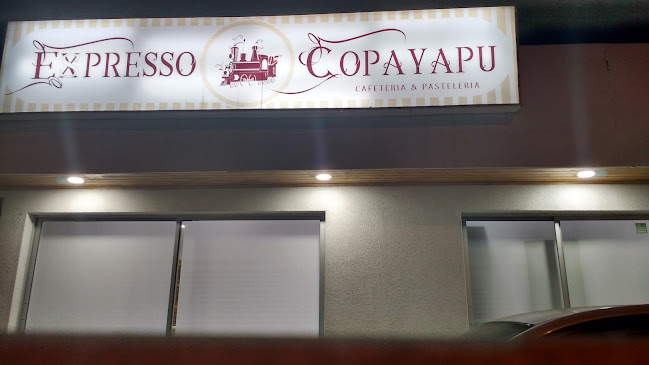 EXPRESSO COPAYAPU
CAFETERIA & PASTELERIA